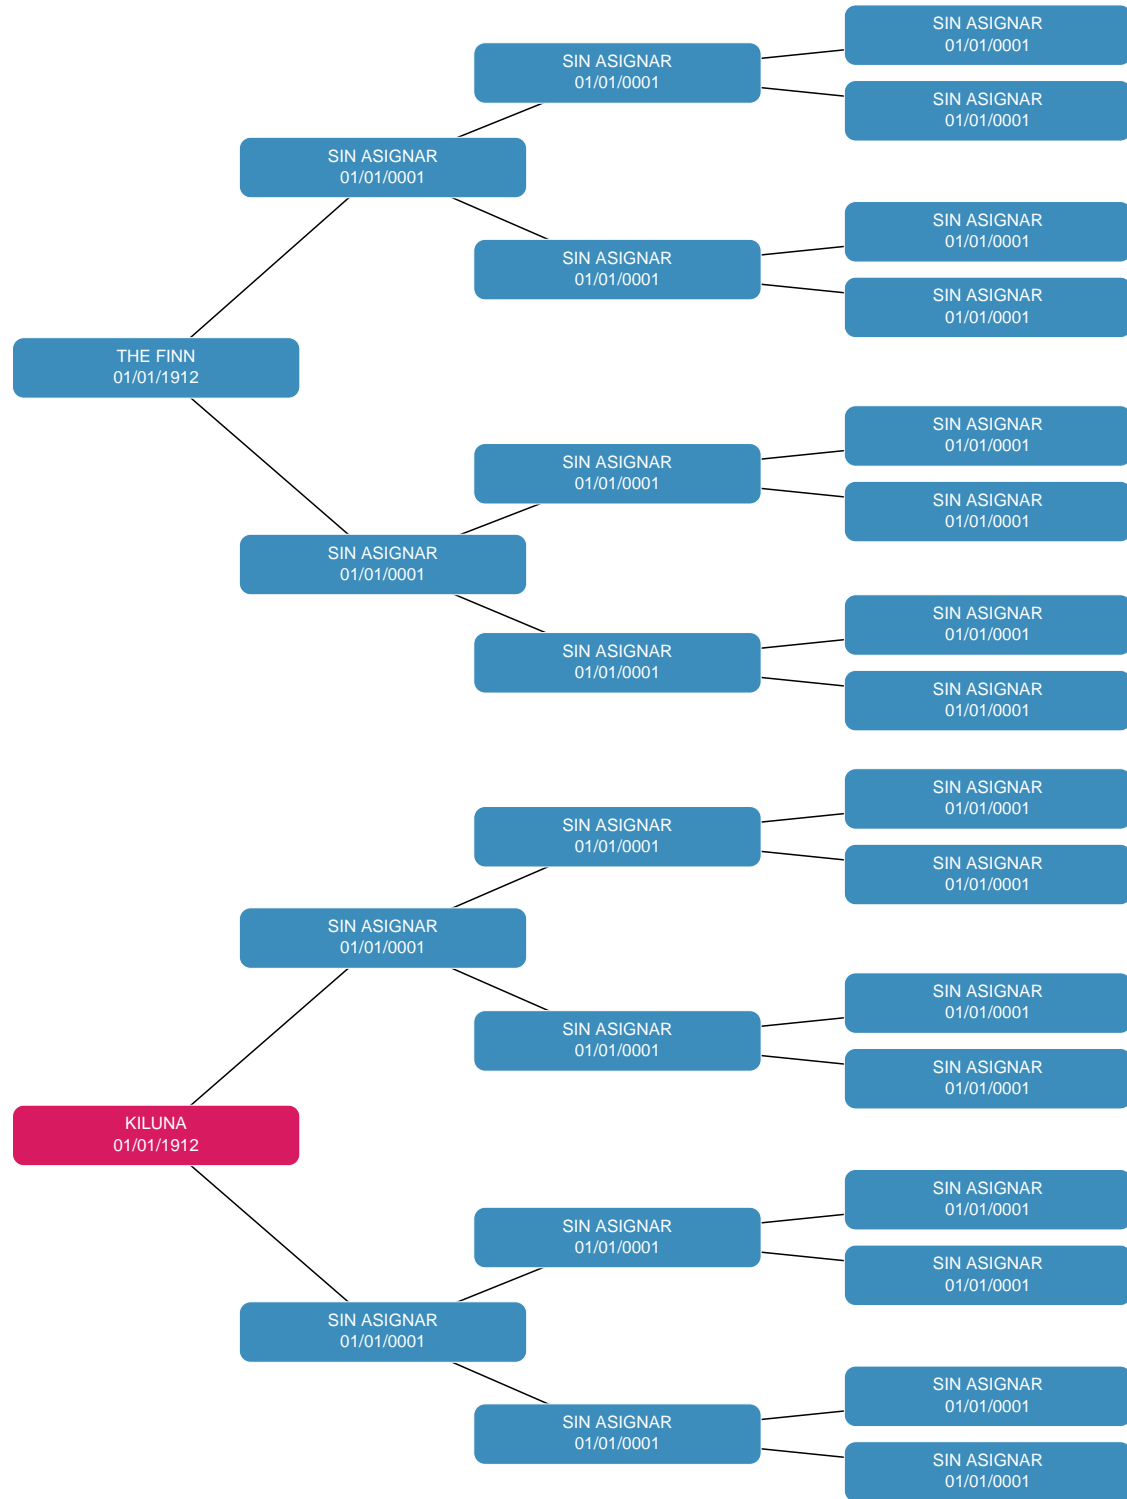 SIN ASIGNAR
01/01/0001
SIN ASIGNAR
01/01/0001
SIN ASIGNAR
01/01/0001
SIN ASIGNAR
01/01/0001
SIN ASIGNAR
01/01/0001
SIN ASIGNAR
01/01/0001
SIN ASIGNAR
01/01/0001
THE FINN
01/01/1912
SIN ASIGNAR
01/01/0001
SIN ASIGNAR
01/01/0001
SIN ASIGNAR
01/01/0001
SIN ASIGNAR
01/01/0001
SIN ASIGNAR
01/01/0001
SIN ASIGNAR
01/01/0001
SIN ASIGNAR
01/01/0001
SIN ASIGNAR
01/01/0001
SIN ASIGNAR
01/01/0001
SIN ASIGNAR
01/01/0001
SIN ASIGNAR
01/01/0001
SIN ASIGNAR
01/01/0001
SIN ASIGNAR
01/01/0001
SIN ASIGNAR
01/01/0001
KILUNA
01/01/1912
SIN ASIGNAR
01/01/0001
SIN ASIGNAR
01/01/0001
SIN ASIGNAR
01/01/0001
SIN ASIGNAR
01/01/0001
SIN ASIGNAR
01/01/0001
SIN ASIGNAR
01/01/0001
SIN ASIGNAR
01/01/0001